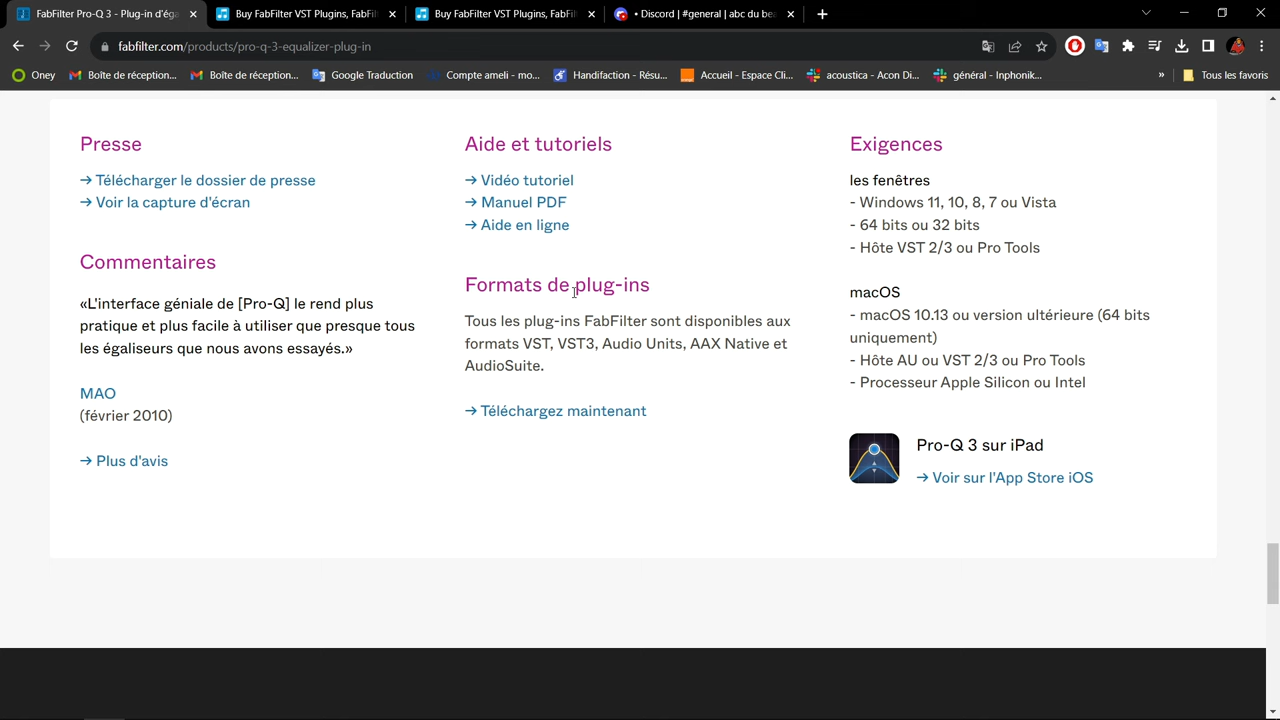 FabFilter Pro-Q 3 - Plug-in d'éga
Buy FabFilter VST Plugins, FabFilt
Buy FabFilter VST Plugins, FabFilt
• Discord | #general | abc du bea
fabfilter.com/products/pro-q-3-equalizer-plug-in
Oney
Boîte de réception...
Boîte de réception...
Google Traduction
Compte ameli - mo...
Handifaction - Résu...
Accueil - Espace Cli...
acoustica - Acon Di...
général - Inphonik...
»
Tous les favoris
Presse
→ Télécharger le dossier de presse
→ Voir la capture d'écran
Commentaires
«L'interface géniale de [Pro-Q] le rend plus
pratique et plus facile à utiliser que presque tous
les égaliseurs que nous avons essayés.»
MAO
(février 2010)
→ Plus d'avis
Aide et tutoriels
→ Vidéo tutoriel
→ Manuel PDF
→ Aide en ligne
Formats de plug-ins
Tous les plug-ins FabFilter sont disponibles aux
formats VST, VST3, Audio Units, AAX Native et
AudioSuite.
→ Téléchargez maintenant
Exigences
les fenêtres
- Windows 11, 10, 8, 7 ou Vista
- 64 bits ou 32 bits
- Hôte VST 2/3 ou Pro Tools
macOS
- macOS 10.13 ou version ultérieure (64 bits
uniquement)
- Hôte AU ou VST 2/3 ou Pro Tools
- Processeur Apple Silicon ou Intel
Pro-Q 3 sur iPad
→ Voir sur l'App Store iOS